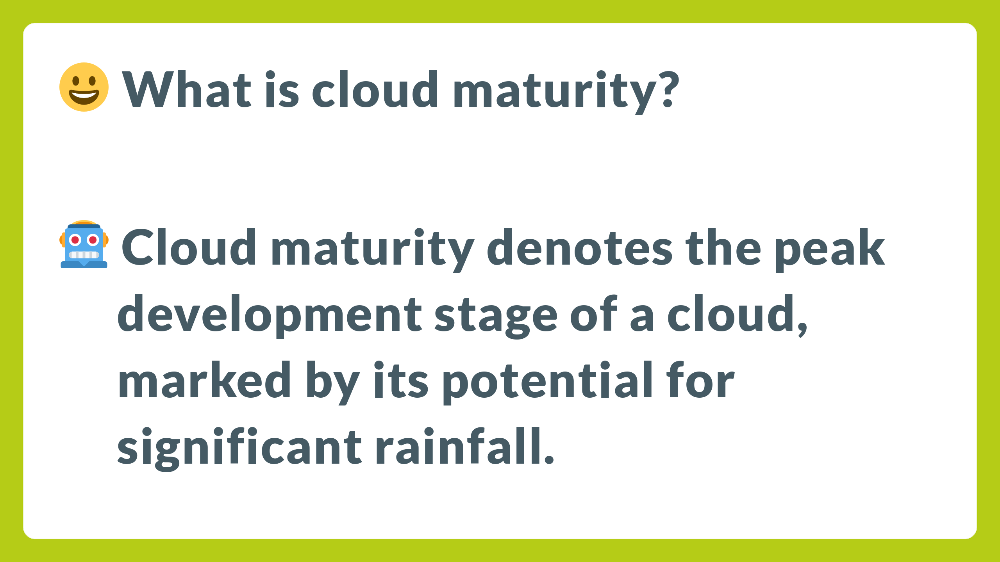 😀 What is cloud maturity?
🤖 Cloud maturity denotes the peak
development stage of a cloud,
marked by its potential for
significant rainfall.